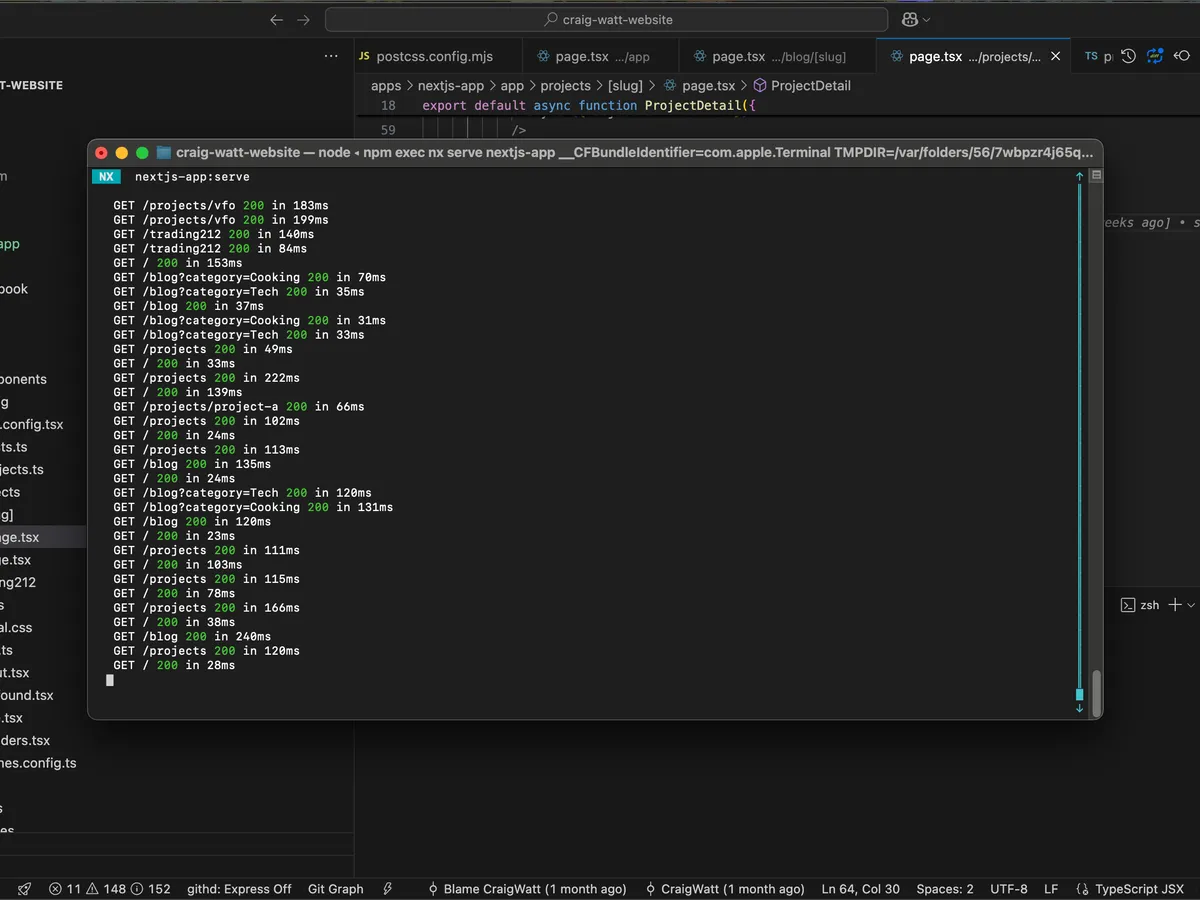 craig-watt-website
JS postcss.config.mjs
page.tsx .../app
page.tsx .../blog/[slug]
page.tsx .../projects/...
TS p
T-WEBSITE
apps > nextjs-app > app > projects > [slug] > page.tsx > ProjectDetail
18 export default async function ProjectDetail({
59 />
craig-watt-website — node ◂ npm exec nx serve nextjs-app __CFBundleIdentifier=com.apple.Terminal TMPDIR=/var/folders/56/7wbpzr4j65q...
NX nextjs-app:serve
GET /projects/vfo 200 in 183ms
GET /projects/vfo 200 in 199ms
GET /trading212 200 in 140ms
GET /trading212 200 in 84ms
GET / 200 in 153ms
GET /blog?category=Cooking 200 in 70ms
GET /blog?category=Tech 200 in 35ms
GET /blog 200 in 37ms
GET /blog?category=Cooking 200 in 31ms
GET /blog?category=Tech 200 in 33ms
GET /projects 200 in 49ms
GET / 200 in 33ms
GET /projects 200 in 222ms
GET / 200 in 139ms
GET /projects/project-a 200 in 66ms
GET /projects 200 in 102ms
GET / 200 in 24ms
GET /projects 200 in 113ms
GET /blog 200 in 135ms
GET / 200 in 24ms
GET /blog?category=Tech 200 in 120ms
GET /blog?category=Cooking 200 in 131ms
GET /blog 200 in 120ms
GET / 200 in 23ms
GET /projects 200 in 111ms
GET / 200 in 103ms
GET /projects 200 in 115ms
GET / 200 in 78ms
GET /projects 200 in 166ms
GET / 200 in 38ms
GET /blog 200 in 240ms
GET /projects 200 in 120ms
GET / 200 in 28ms
eeks ago] • s
m
app
book
ponents
g
.config.tsx
ts.ts
jects.ts
cts
g]
ge.tsx
e.tsx
ng212
s
al.css
.ts
ut.tsx
ound.tsx
.tsx
ders.tsx
mes.config.ts
s
es
zsh
11 148 152 githd: Express Off Git Graph Blame CraigWatt (1 month ago) CraigWatt (1 month ago) Ln 64, Col 30 Spaces: 2 UTF-8 LF TypeScript JSX